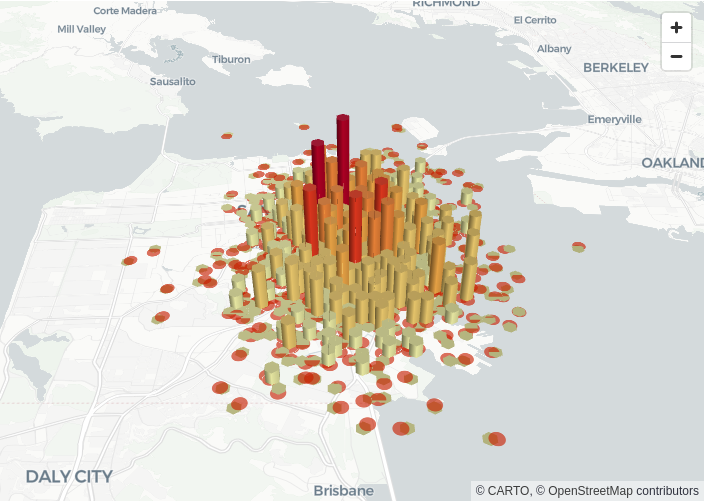 RICHMOND
Corte Madera
El Cerrito
Mill Valley
Albany
Tiburon
BERKELEY
Sausalito
Emeryville
OAKLAND
DALY CITY
Brisbane
+
−
© CARTO, © OpenStreetMap contributors